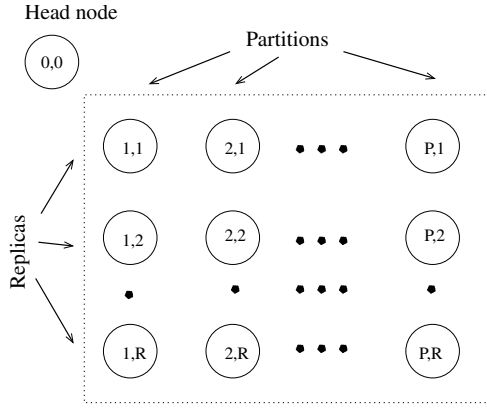 Head node
Partitions
0,0
1,1 2,1 P,1
Replicas
1,2 2,2 P,2
1,R 2,R P,R